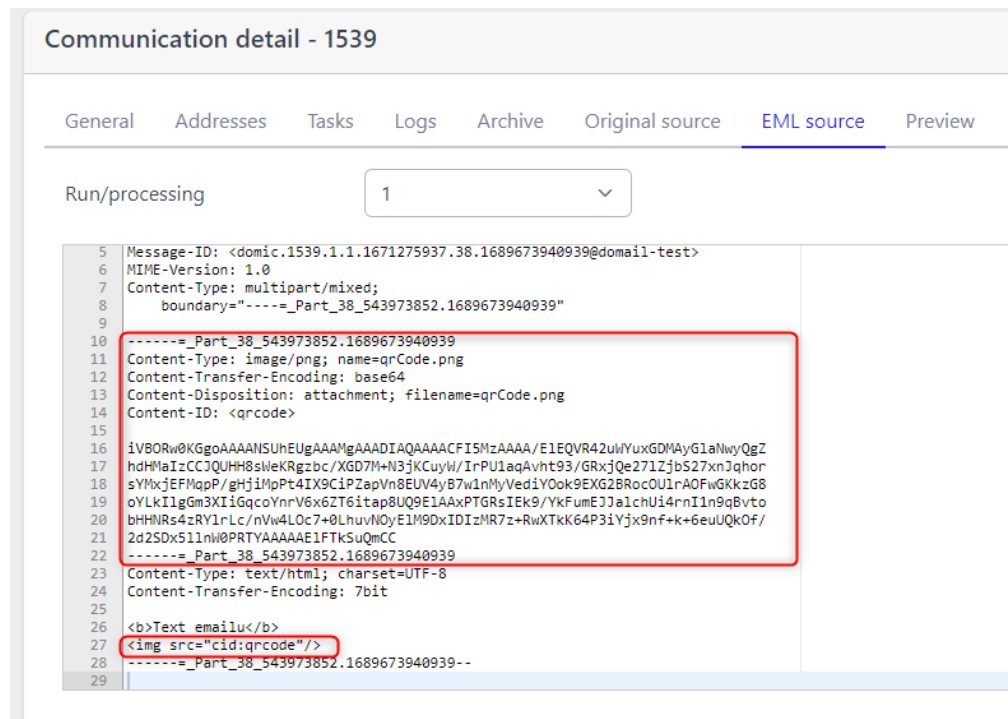 Communication detail - 1539
General Addresses Tasks Logs Archive Original source EML source Preview
Run/processing 1
5 Message-ID: <domic.1539.1.1.1671275937.38.1689673940939@domail-test>
6 MIME-Version: 1.0
7 Content-Type: multipart/mixed;
8 boundary="----=_Part_38_543973852.1689673940939"
9
10 ------=_Part_38_543973852.1689673940939
11 Content-Type: image/png; name=qrCode.png
12 Content-Transfer-Encoding: base64
13 Content-Disposition: attachment; filename=qrCode.png
14 Content-ID: <qrcode>
15
16 iVBORw0KGgoAAAANSUhEUgAAAMgAAADIAQAAAACFI5MzAAAA/ElEQVR42uWYuxGDMAyGlaNwyQgZ
17 hdHMaIzCCJQUHH8sWeKRgzbc/XGD7M+N3jKCuyW/IrPU1aqAvht93/GRxjQe27lZjbS27xnJqhor
18 sYMxjEFMqpP/gHjiMpPt4IX9CiPZapVn8EUV4yB7w1nMyVediYOok9EXG2BRocOUlrAOFwGKkzG8
19 oYLkIlgGm3XIiGqcoYnrV6x6ZT6itap8UQ9ElAAxPTGRsIEk9/YkFumEJJalchUi4rnI1n9qBvto
20 bHHNRs4zRYlrLc/nVw4LOc7+0LhuvNOyElM9DxIDIzMR7z+RwXTkK64P3iYjx9nf+k+6euUQkOf/
21 2d2SDx5llnW0PRTYAAAAAElFTkSuQmCC
22 ------=_Part_38_543973852.1689673940939
23 Content-Type: text/html; charset=UTF-8
24 Content-Transfer-Encoding: 7bit
25
26 <b>Text emailu</b>
27 <img src="cid:qrcode"/>
28 ------=_Part_38_543973852.1689673940939--
29